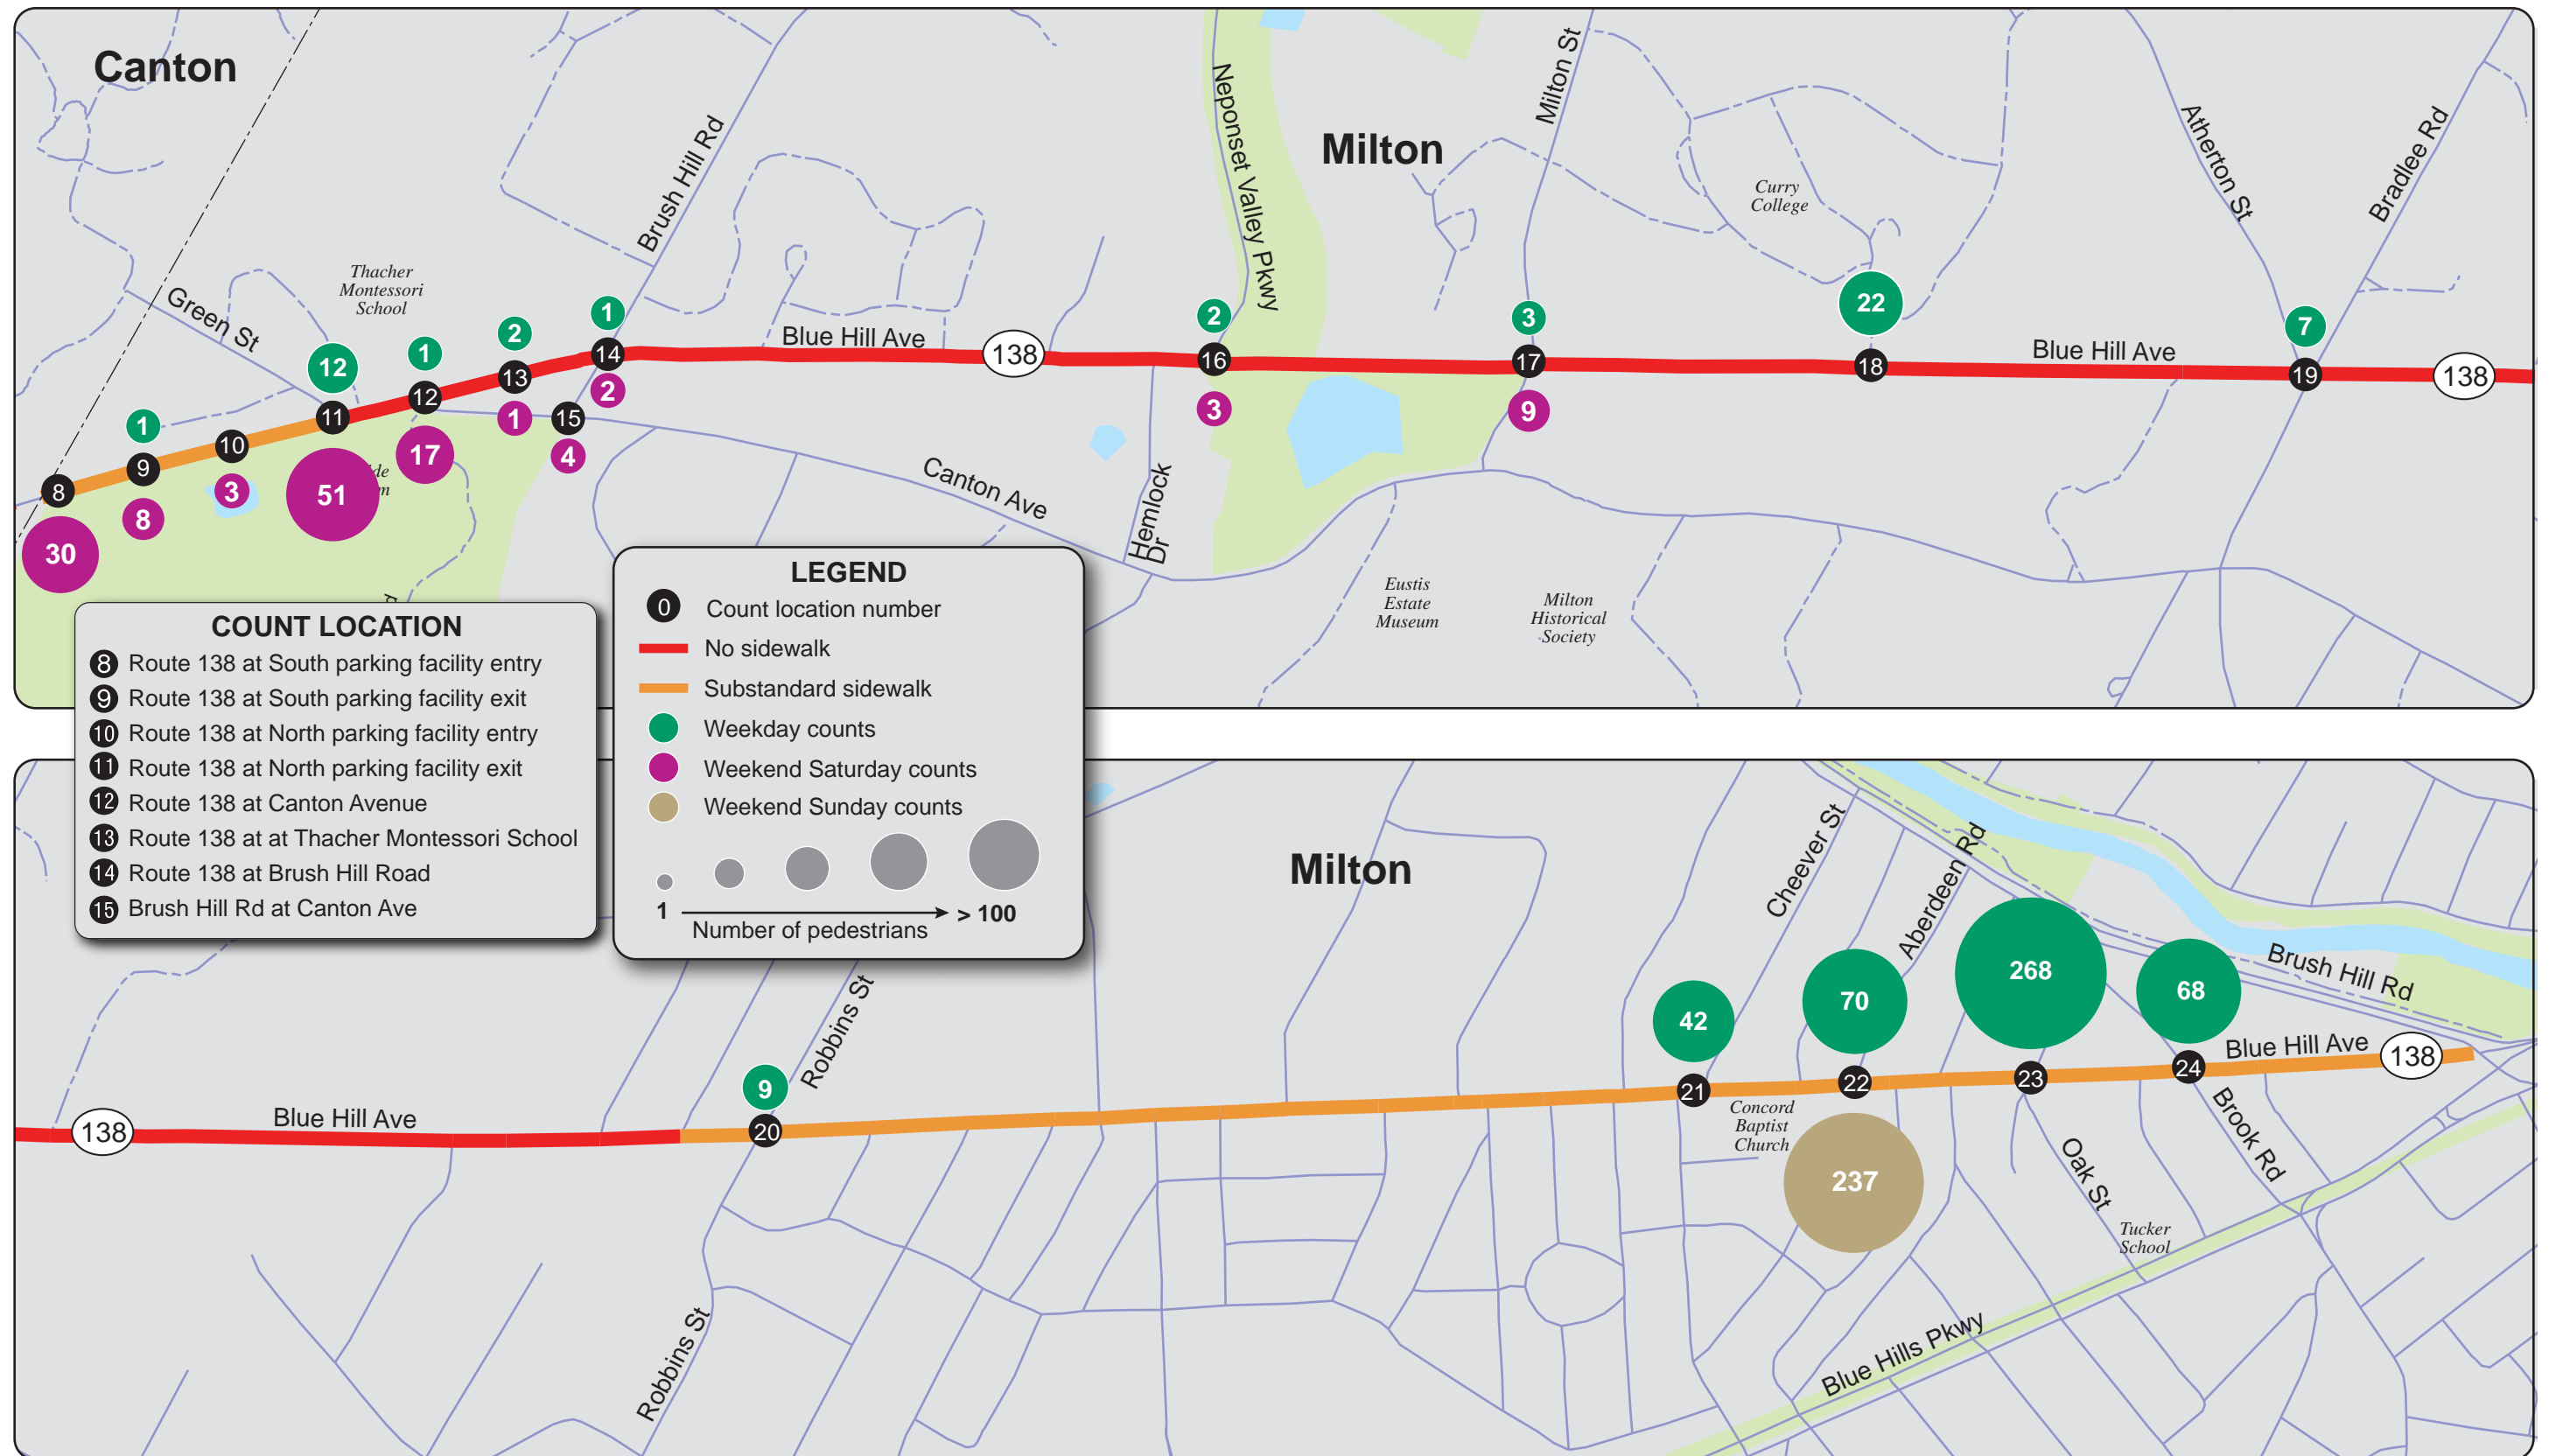 Canton
Milton
Milton St
Neponset Valley Pkwy
Brush Hill Rd
Atherton St
Bradlee Rd
Curry
College
Thacher
Montessori
School
Green St
Blue Hill Ave
138
Blue Hill Ave
138
1
2
1
12
1
2
3
22
7
8
9
10
11
12
13
14
15
16
17
18
19
30
8
3
51
17
1
2
4
3
9
Canton Ave
Hemlock
Dr
Eustis
Estate
Museum
Milton
Historical
Society
COUNT LOCATION
8 Route 138 at South parking facility entry
9 Route 138 at South parking facility exit
10 Route 138 at North parking facility entry
11 Route 138 at North parking facility exit
12 Route 138 at Canton Avenue
13 Route 138 at at Thacher Montessori School
14 Route 138 at Brush Hill Road
15 Brush Hill Rd at Canton Ave
LEGEND
0 Count location number
No sidewalk
Substandard sidewalk
Weekday counts
Weekend Saturday counts
Weekend Sunday counts
1 > 100
Number of pedestrians
Milton
Cheever St
Aberdeen Rd
Brush Hill Rd
Robbins St
42
70
268
68
9
Blue Hill Ave
138
138
Blue Hill Ave
20
21
22
23
24
Concord
Baptist
Church
237
Oak St
Brook Rd
Tucker
School
Robbins St
Blue Hills Pkwy